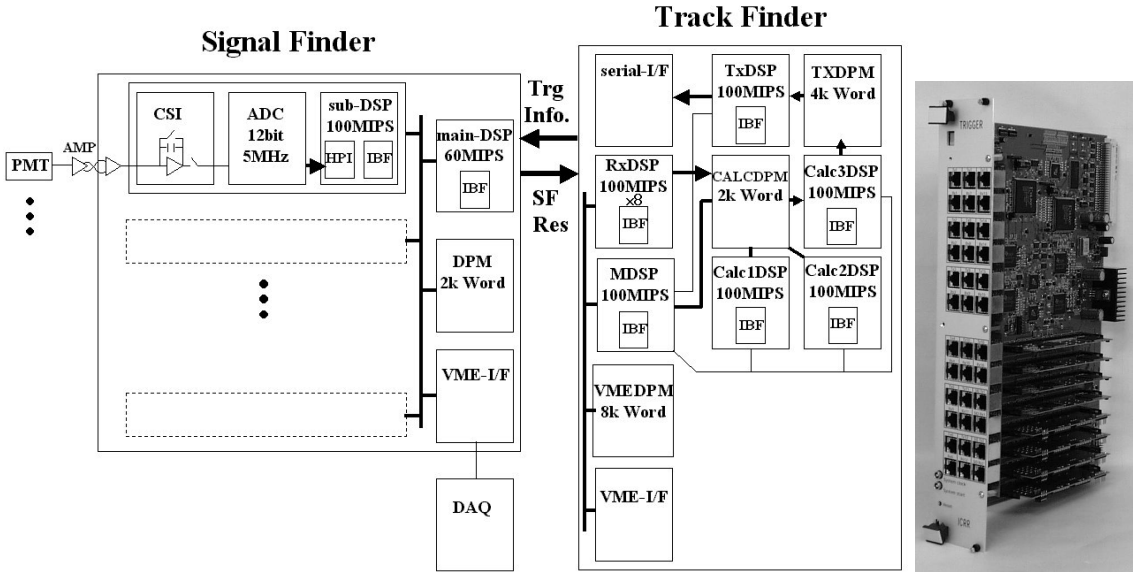 Signal Finder
Track Finder
PMT
AMP
CSI
ADC
12bit
5MHz
sub-DSP
100MIPS
HPI
IBF
main-DSP
60MIPS
IBF
DPM
2k Word
VME-I/F
DAQ
Trg
Info.
SF
Res
serial-I/F
TxDSP
100MIPS
IBF
TXDPM
4k Word
RxDSP
100MIPS
x8
IBF
CALCDPM
2k Word
Calc3DSP
100MIPS
IBF
MDSP
100MIPS
IBF
Calc1DSP
100MIPS
IBF
Calc2DSP
100MIPS
IBF
VMEDPM
8k Word
VME-I/F
TRIGGER
ICRR